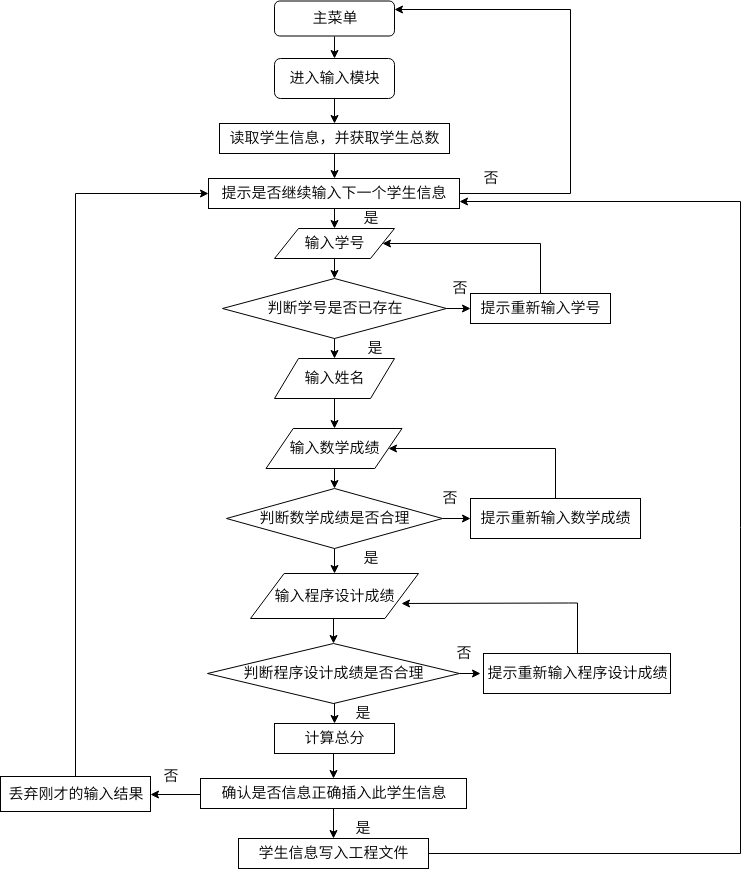 主菜单
进入输入模块
读取学生信息，并获取学生总数
提示是否继续输入下一个学生信息
否
是
输入学号
判断学号是否已存在
否
提示重新输入学号
是
输入姓名
输入数学成绩
判断数学成绩是否合理
否
提示重新输入数学成绩
是
输入程序设计成绩
判断程序设计成绩是否合理
否
提示重新输入程序设计成绩
是
计算总分
确认是否信息正确插入此学生信息
否
丢弃刚才的输入结果
是
学生信息写入工程文件